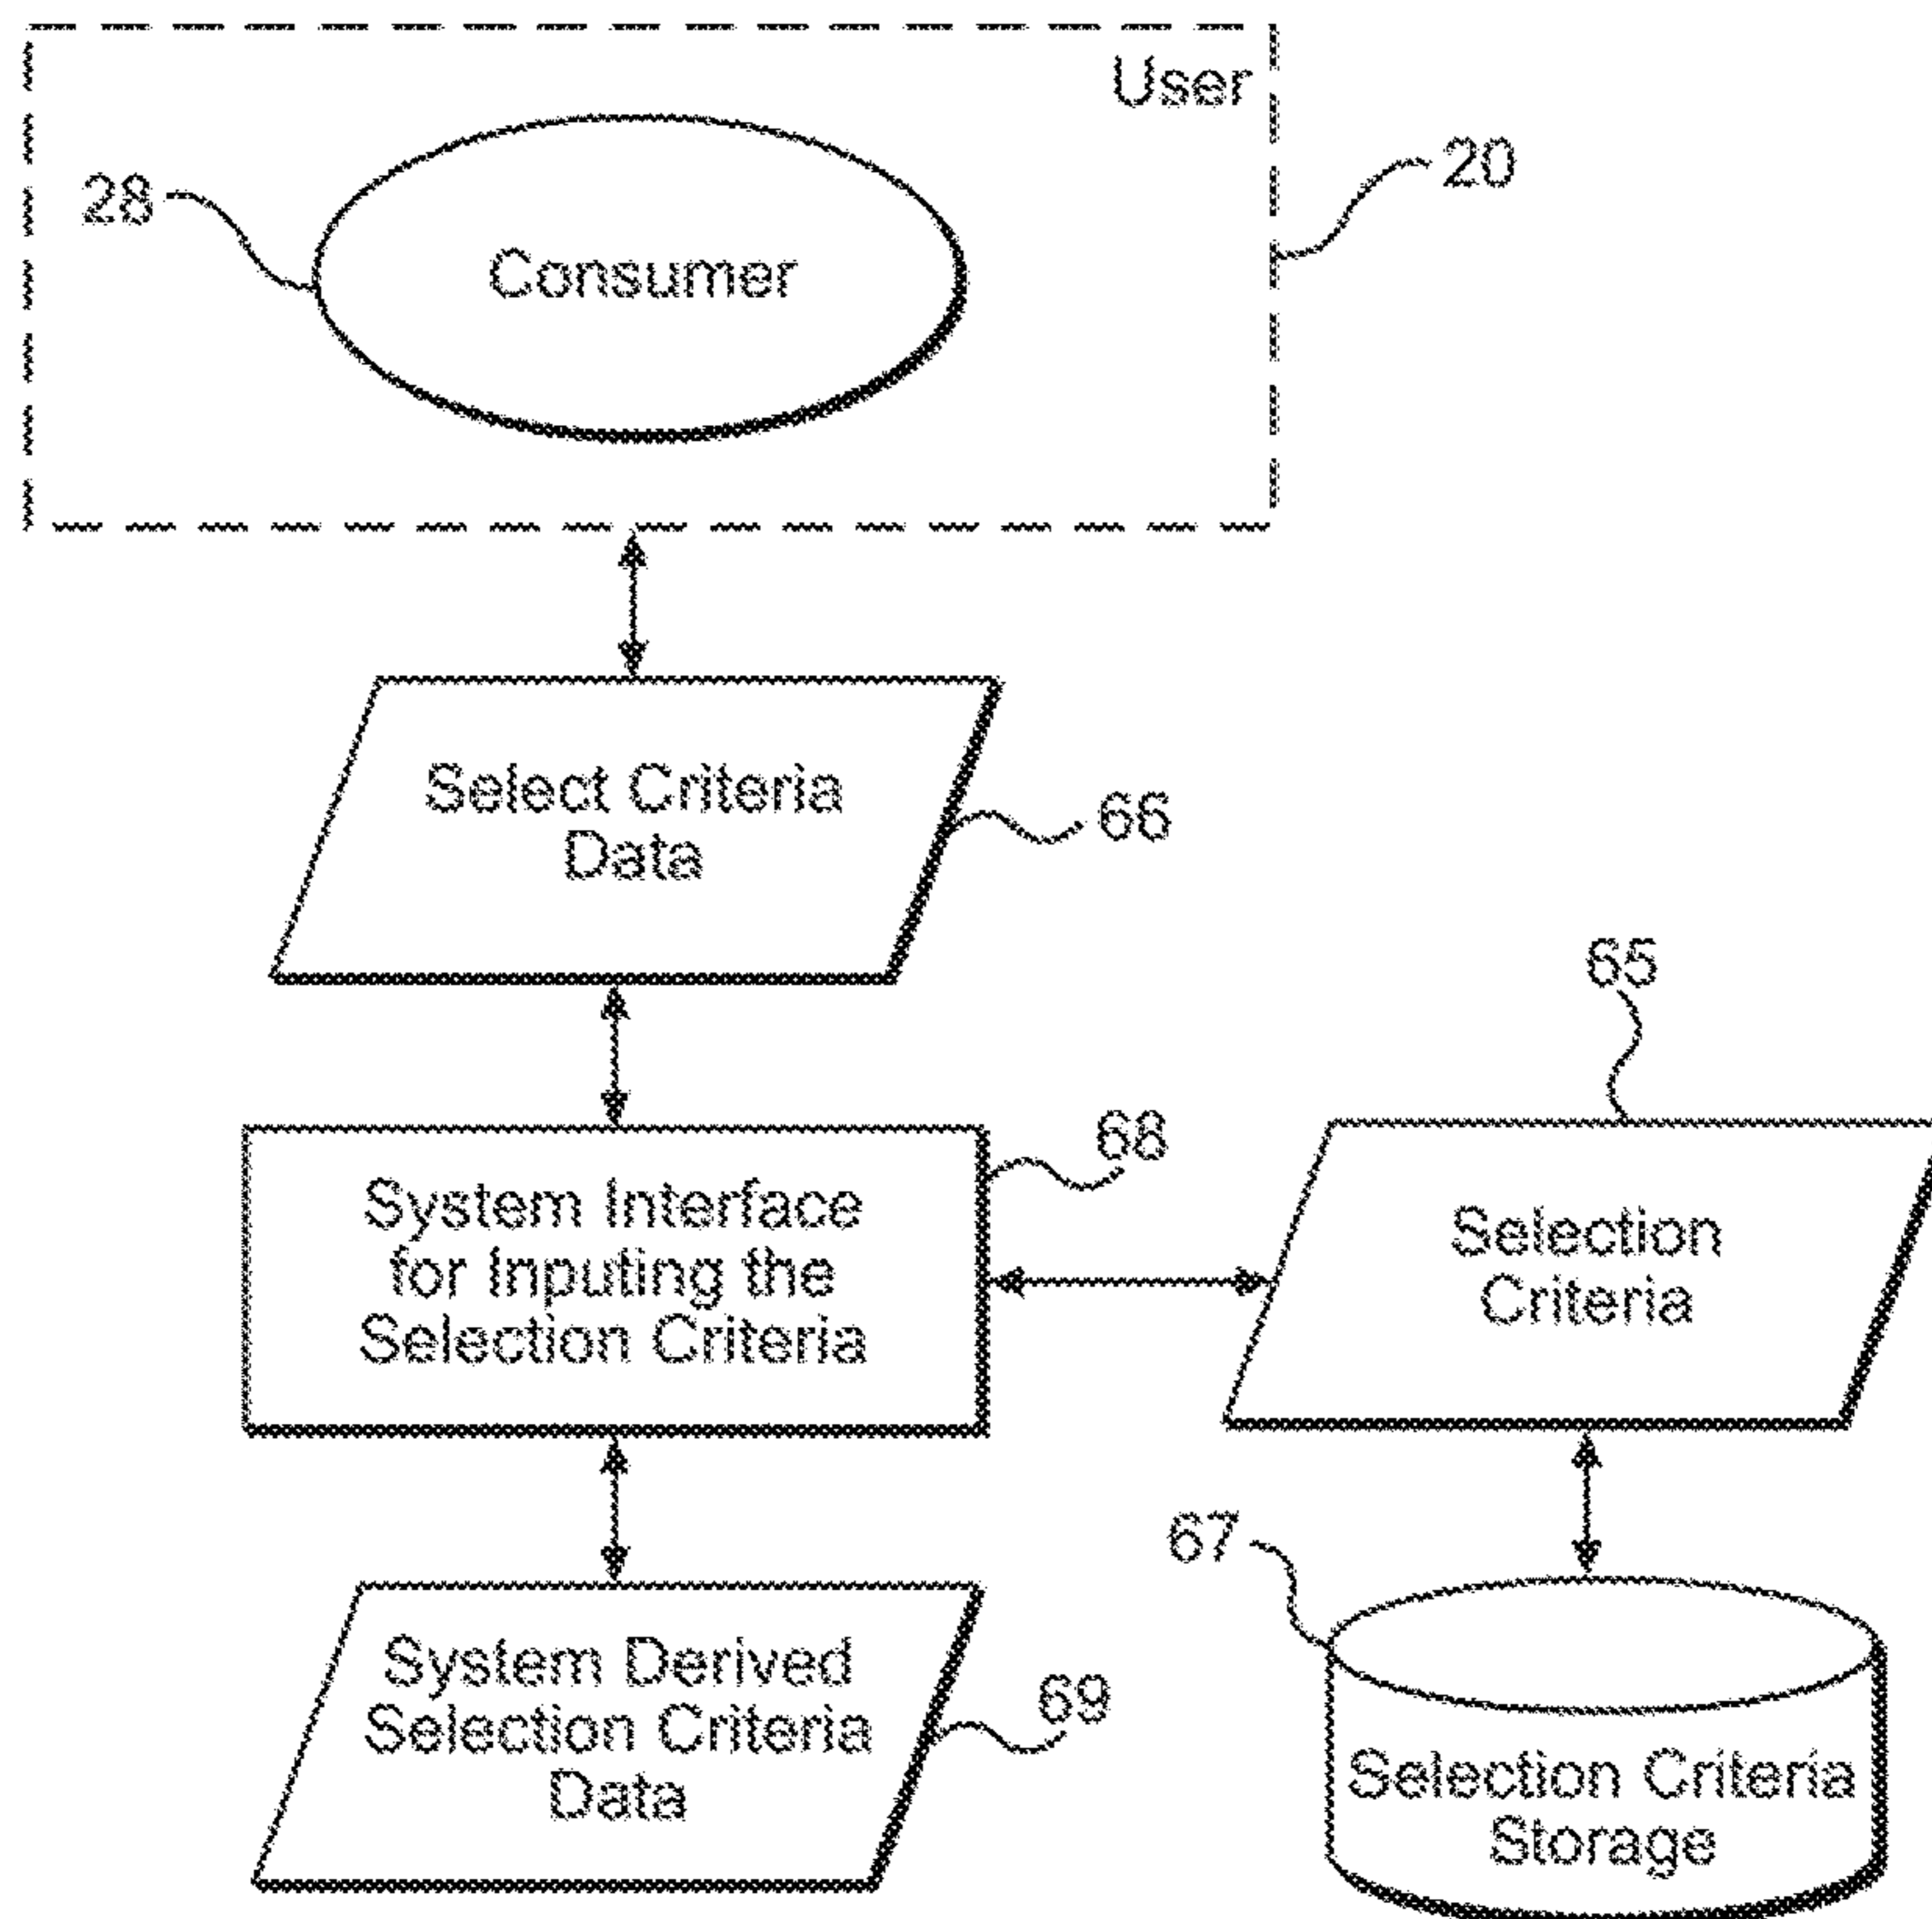 User
20
28
Consumer
Select Criteria
Data
66
65
68
System Interface
for Inputing the
Selection Criteria
Selection
Criteria
67
System Derived
Selection Criteria
Data
69
Selection Criteria
Storage